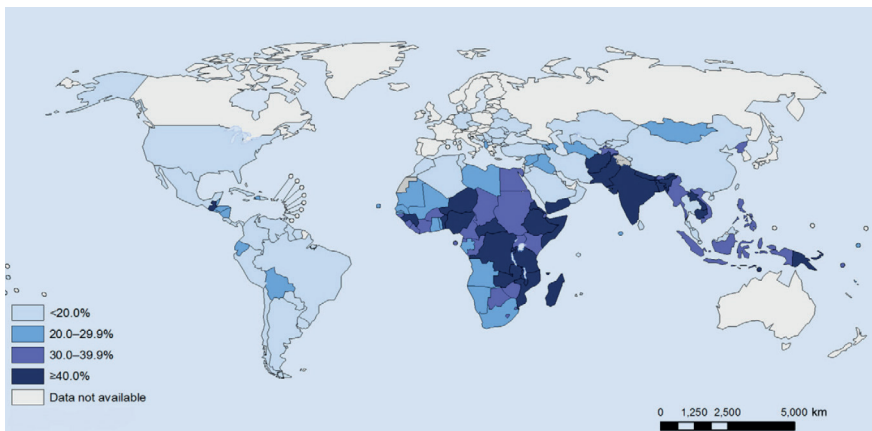 <20.0%
20.0–29.9%
30.0–39.9%
≥40.0%
Data not available
0 1,250 2,500 5,000 km